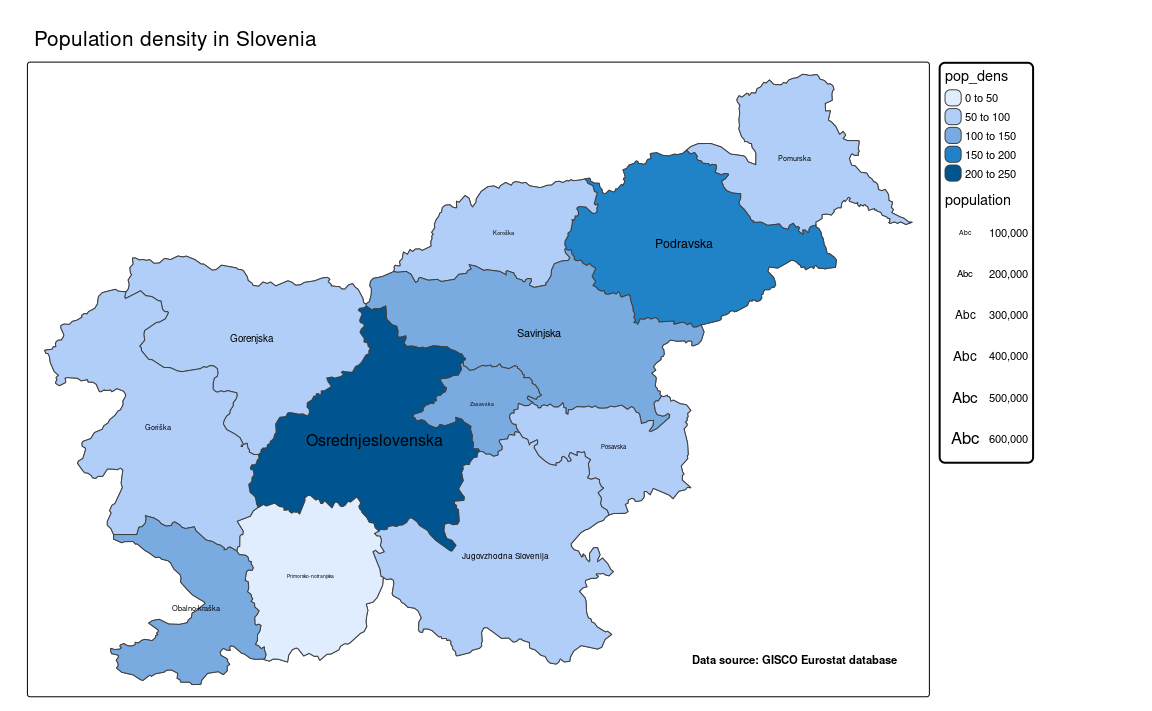 Population density in Slovenia
pop_dens
0 to 50
50 to 100
100 to 150
150 to 200
200 to 250
population
Abc 100,000
Abc 200,000
Abc 300,000
Abc 400,000
Abc 500,000
Abc 600,000
Pomurska
Koroška
Podravska
Gorenjska
Savinjska
Zasavska
Goriška
Osrednjeslovenska
Posavska
Jugovzhodna Slovenija
Primorsko-notranjska
Obalno-kraška
Data source: GISCO Eurostat database